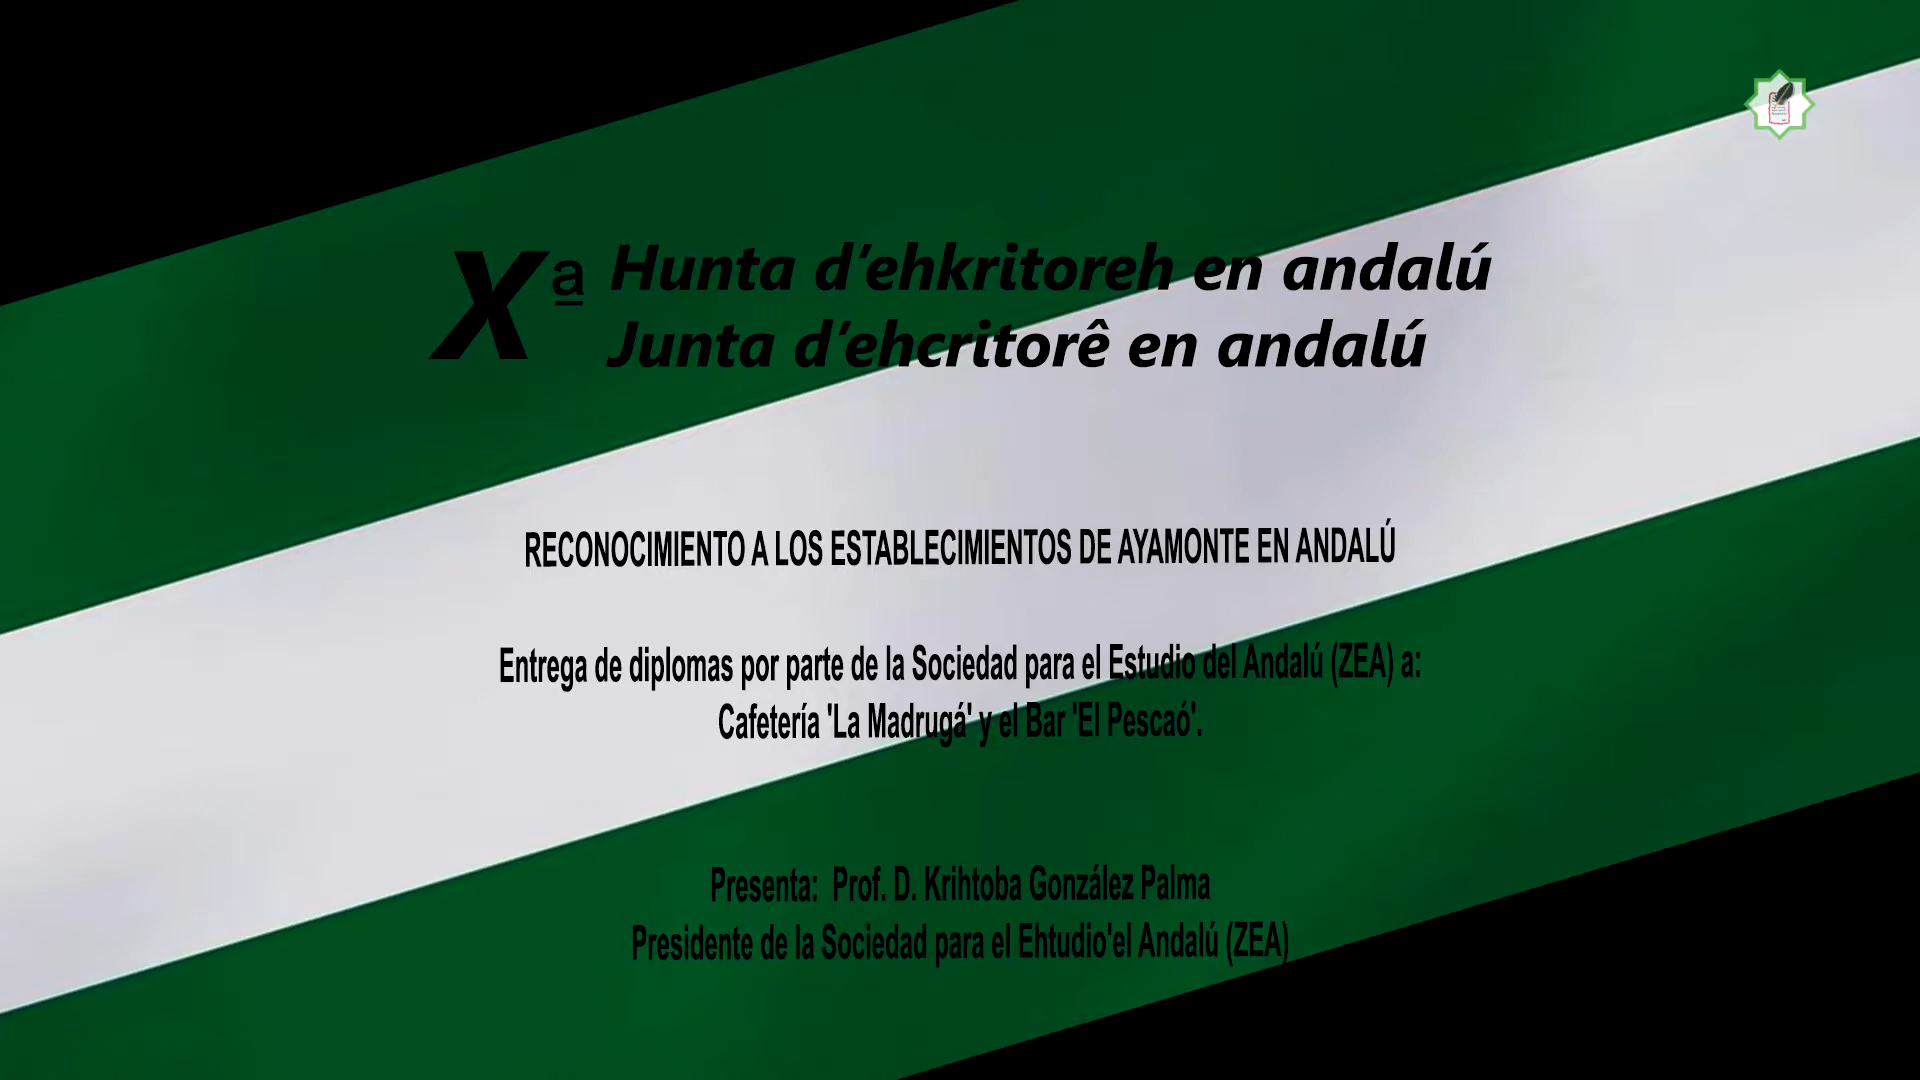 Xª Hunta d’ehkritoreh en andalú
Junta d’ehcritorê en andalú
RECONOCIMIENTO A LOS ESTABLECIMIENTOS DE AYAMONTE EN ANDALÚ
Entrega de diplomas por parte de la Sociedad para el Estudio del Andalú (ZEA) a:
Cafetería 'La Madrugá' y el Bar 'El Pescaó'.
Presenta:  Prof. D. Krihtoba González Palma
Presidente de la Sociedad para el Ehtudio'el Andalú (ZEA)